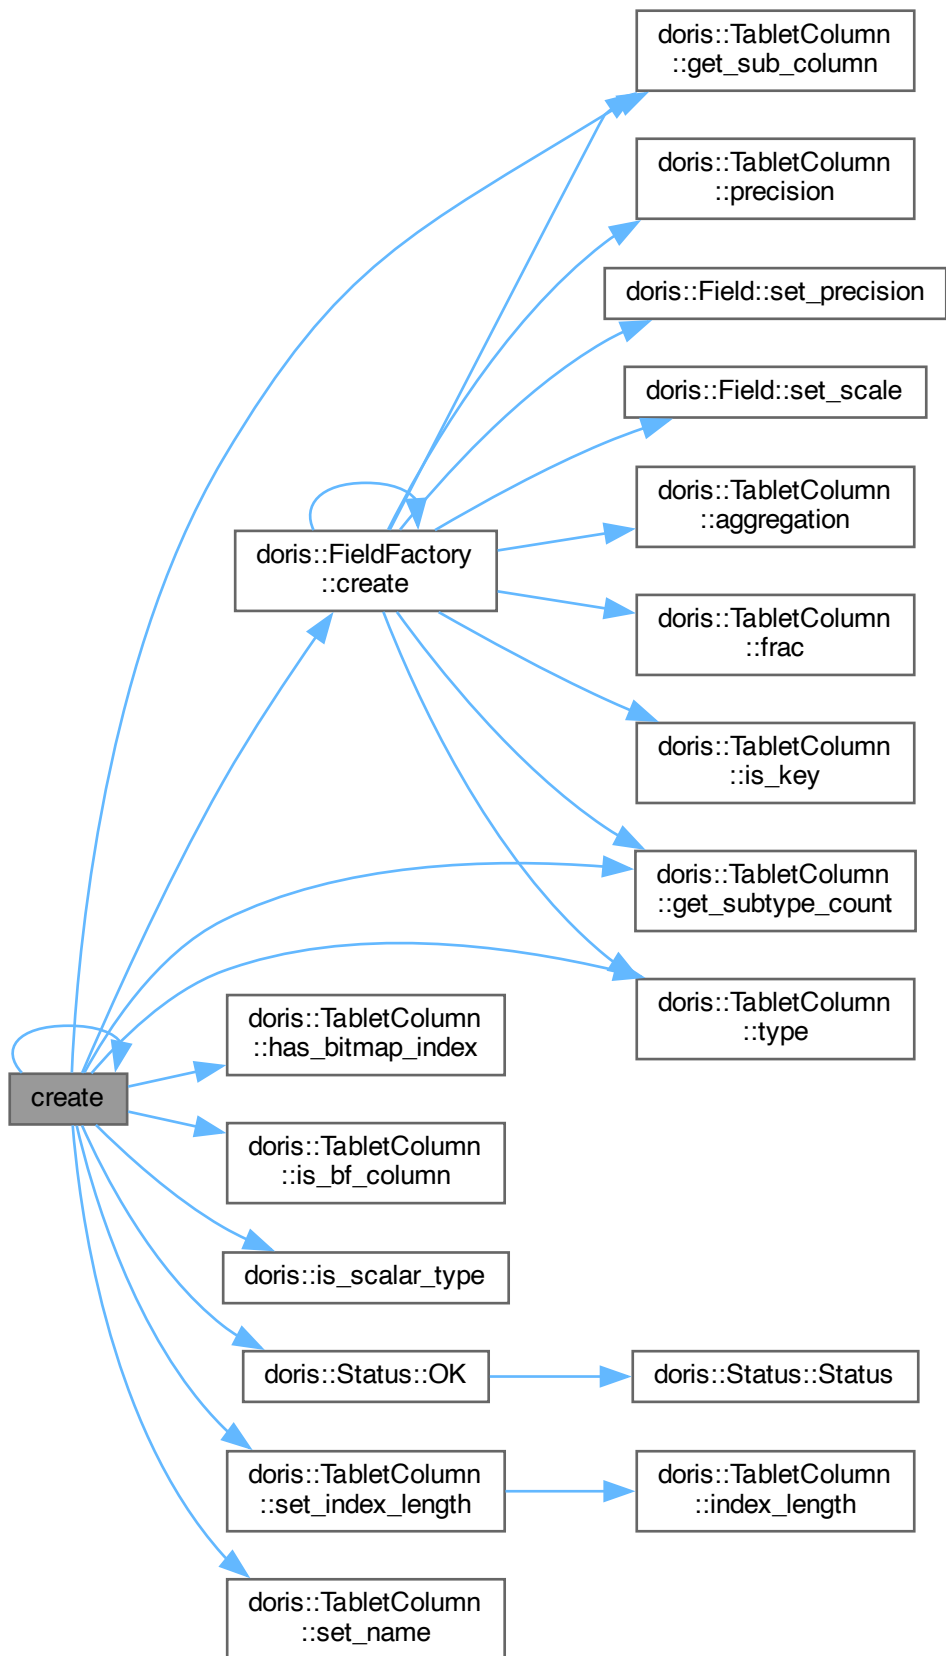 doris::TabletColumn
::get_sub_column
doris::TabletColumn
::precision
doris::Field::set_precision
doris::Field::set_scale
doris::TabletColumn
::aggregation
doris::FieldFactory
::create
doris::TabletColumn
::frac
doris::TabletColumn
::is_key
doris::TabletColumn
::get_subtype_count
doris::TabletColumn
::type
doris::TabletColumn
::has_bitmap_index
create
doris::TabletColumn
::is_bf_column
doris::is_scalar_type
doris::Status::OK
doris::Status::Status
doris::TabletColumn
::set_index_length
doris::TabletColumn
::index_length
doris::TabletColumn
::set_name